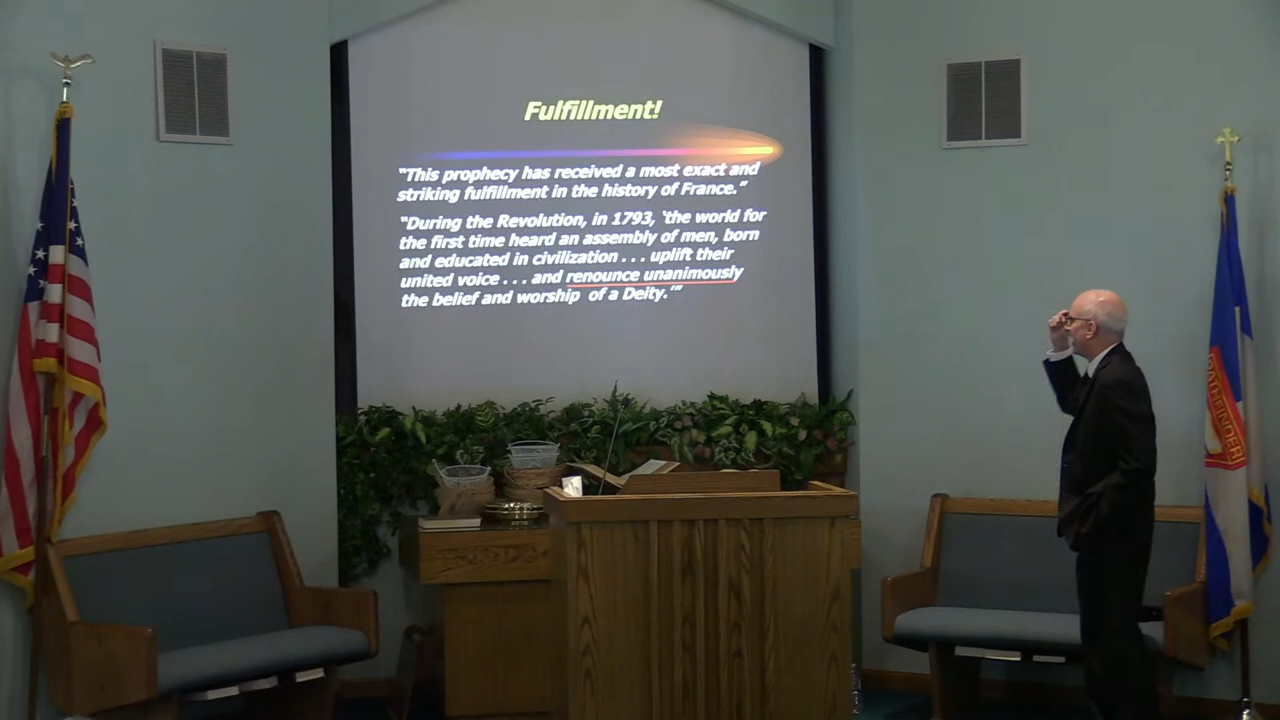 Fulfillment!
"This prophecy has received a most exact and
striking fulfillment in the history of France."
"During the Revolution, in 1793, 'the world for
the first time heard an assembly of men, born
and educated in civilization . . . uplift their
united voice . . . and renounce unanimously
the belief and worship of a Deity.'"
PATHFINDER